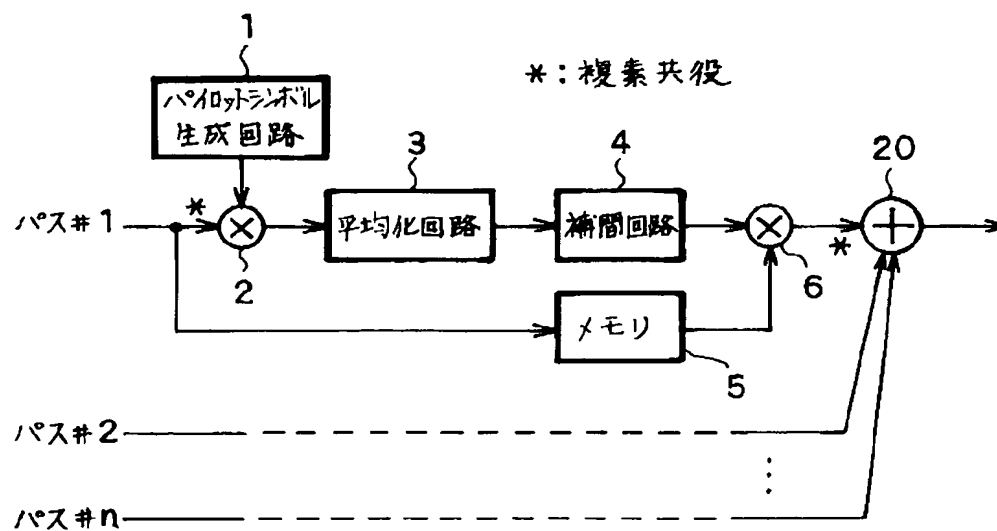 1
*:複素共役
パイロットシンボル
生成回路
3
4
20
パス#1
*
平均化回路
補間回路
*
2
6
メモリ
5
パス#2
パス#n